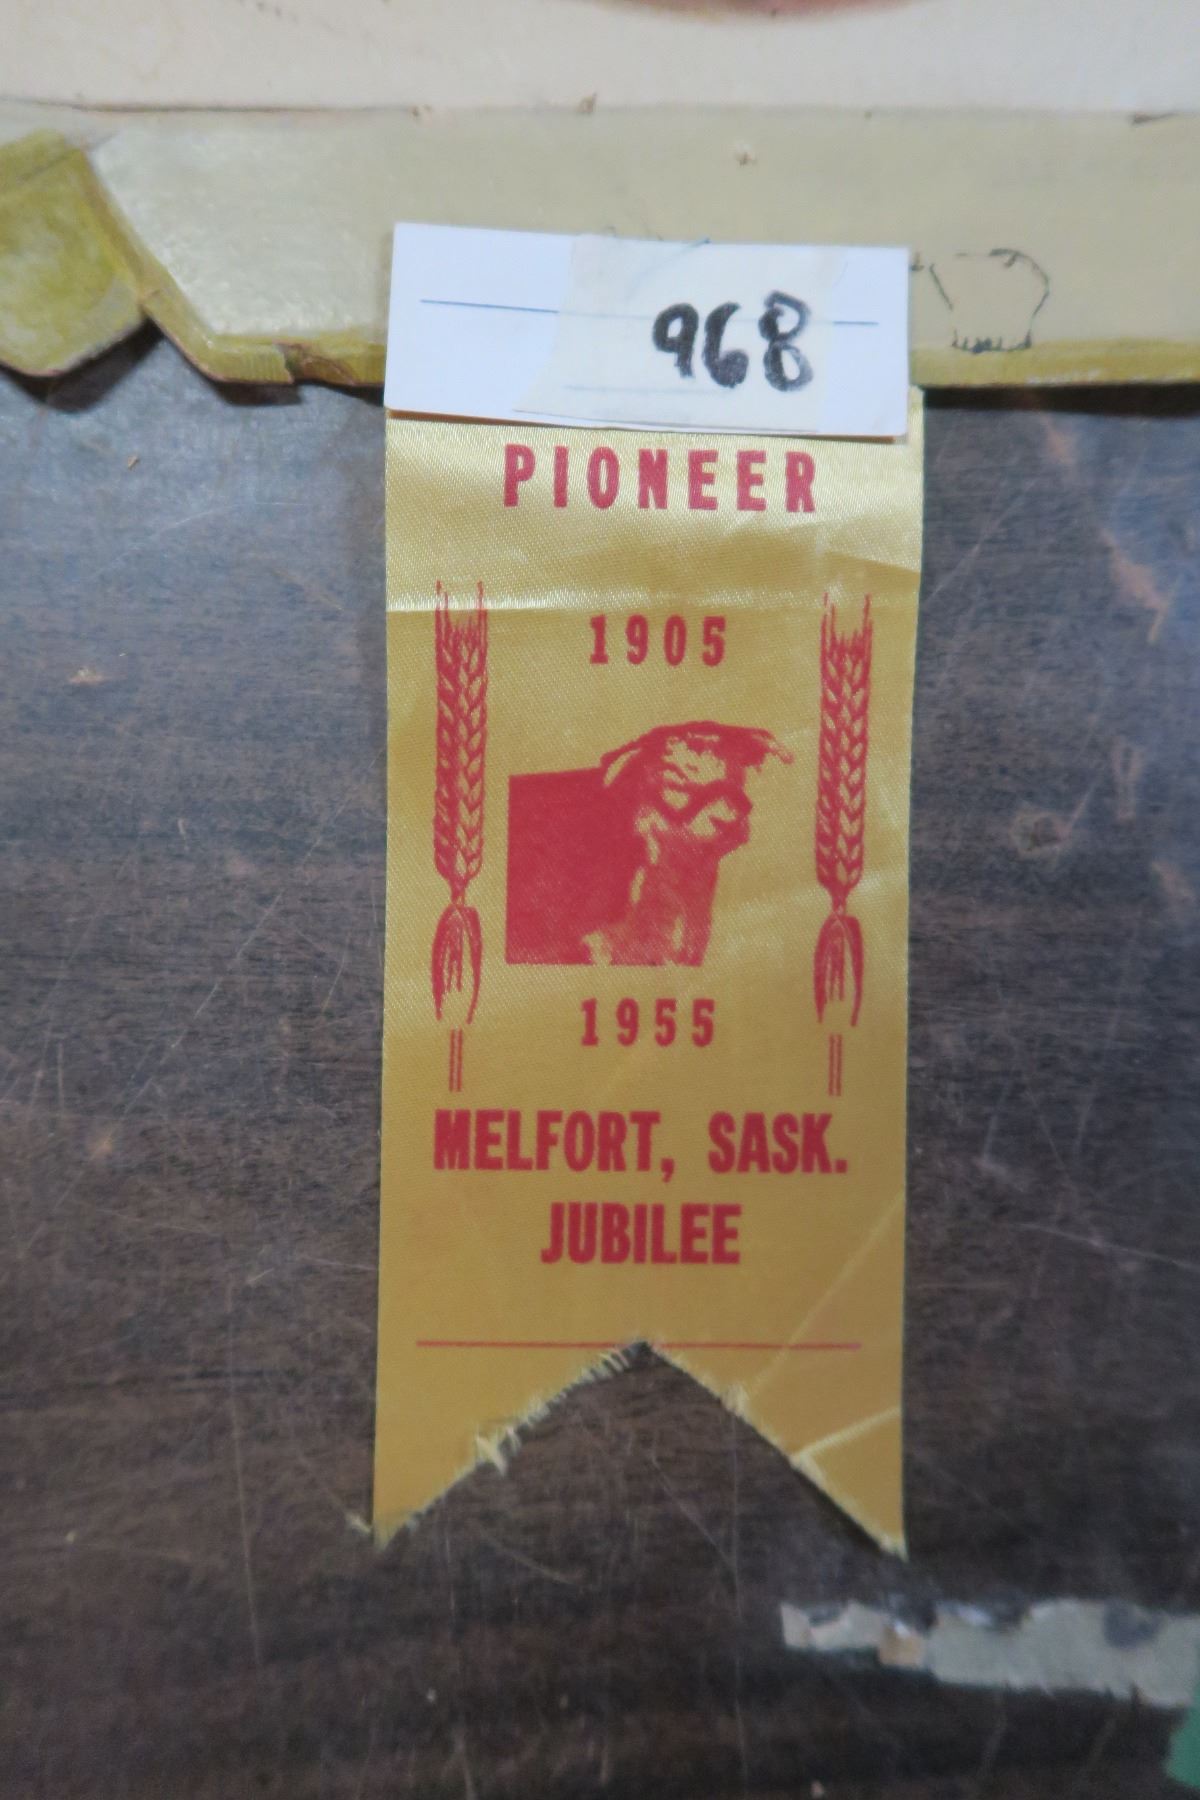 968
PIONEER
1905
1955
MELFORT, SASK.
JUBILEE